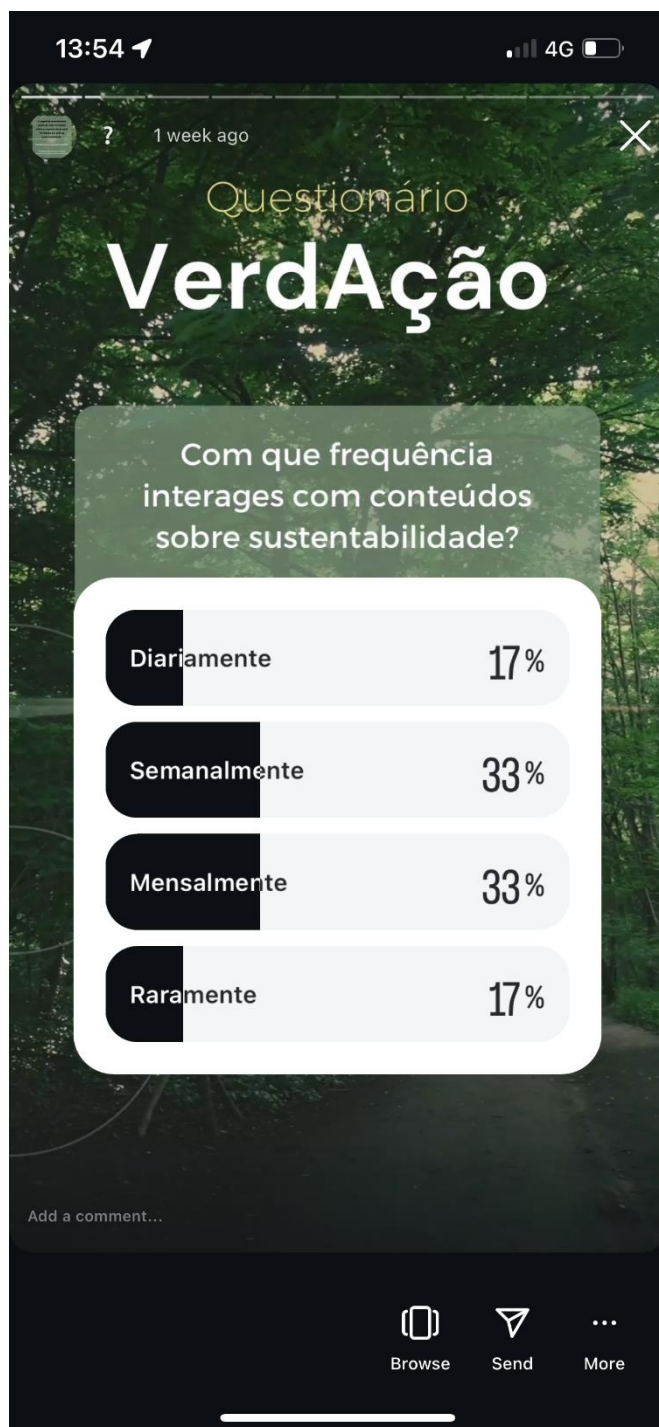 13:54
4G
? 1 week ago
Questionário
VerdAção
Com que frequência
interages com conteúdos
sobre sustentabilidade?
Diariamente 17%
Semanalmente 33%
Mensalmente 33%
Raramente 17%
Add a comment...
Browse Send More